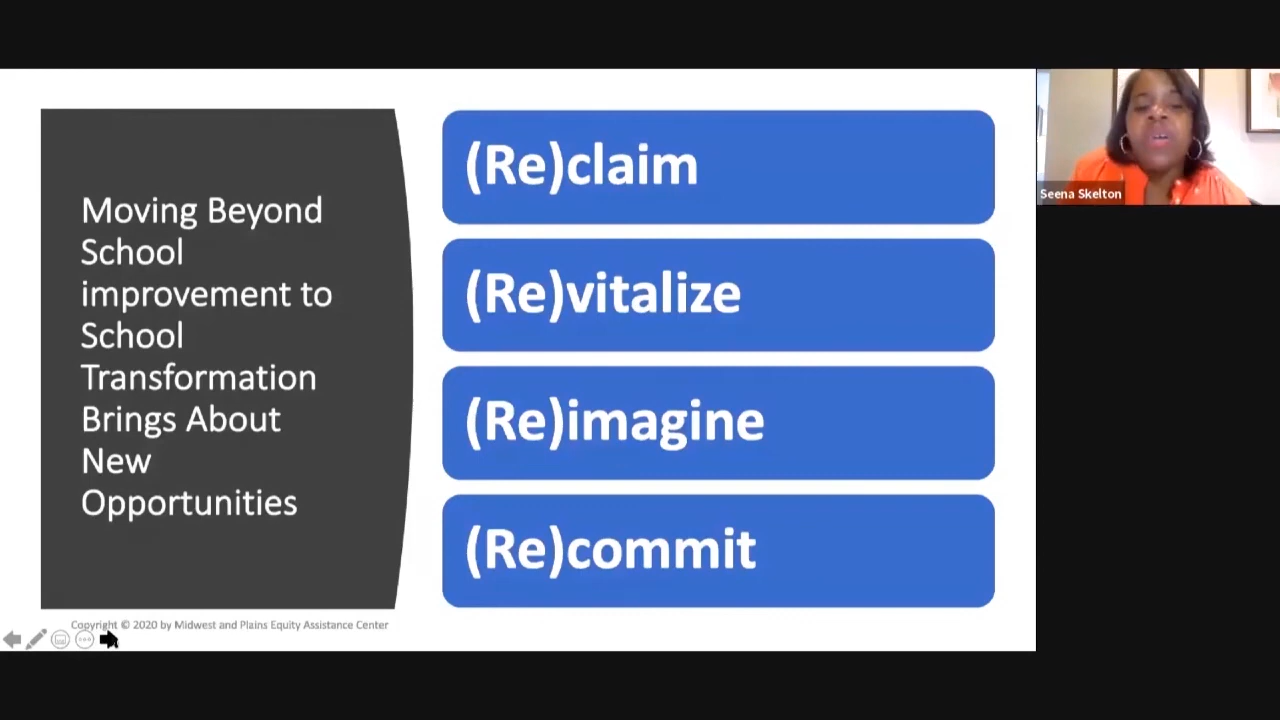 Moving Beyond
School
improvement to
School
Transformation
Brings About
New
Opportunities
(Re)claim
(Re)vitalize
(Re)imagine
(Re)commit
Copyright © 2020 by Midwest and Plains Equity Assistance Center
Seena Skelton